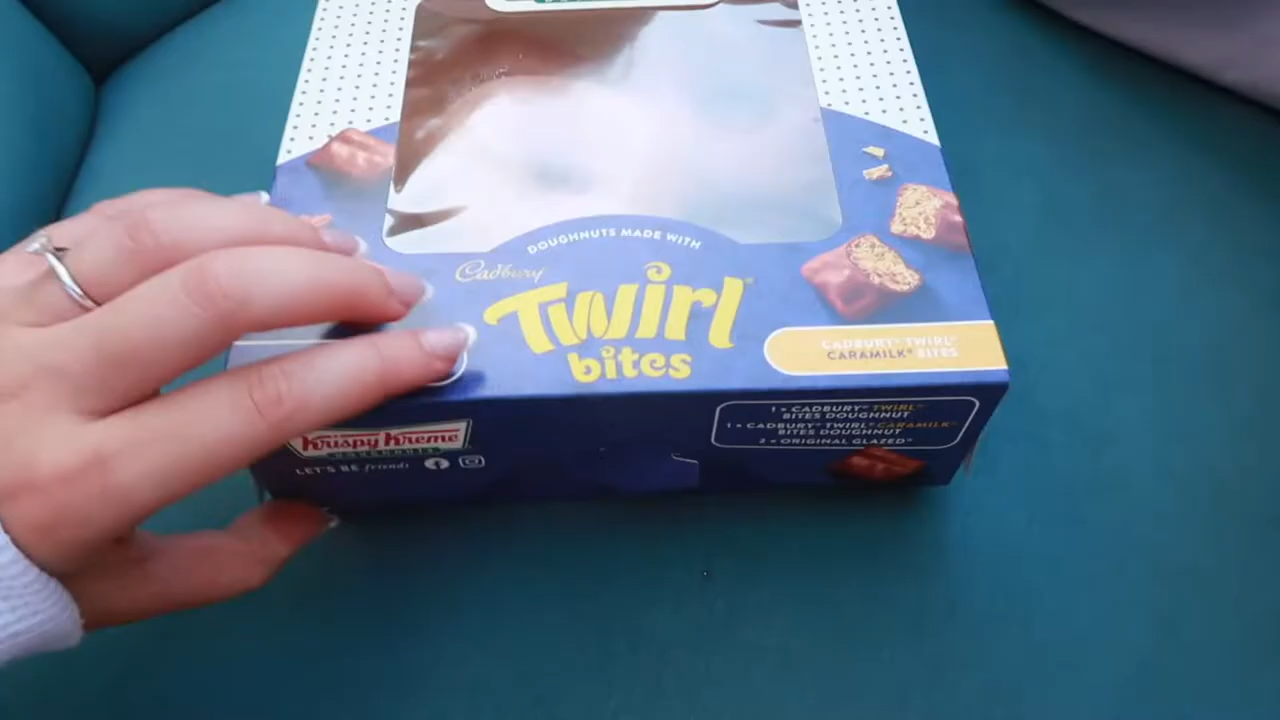 DOUGHNUTS MADE WITH
Cadbury
Twirl
bites
CADBURY® TWIRL®
CARAMILK® BITES
Krispy Kreme
DOUGHNUTS
LET'S BE friends
1 x CADBURY® TWIRL®
BITES DOUGHNUT
1 x CADBURY® TWIRL® CARAMILK®
BITES DOUGHNUT
2 x ORIGINAL GLAZED®